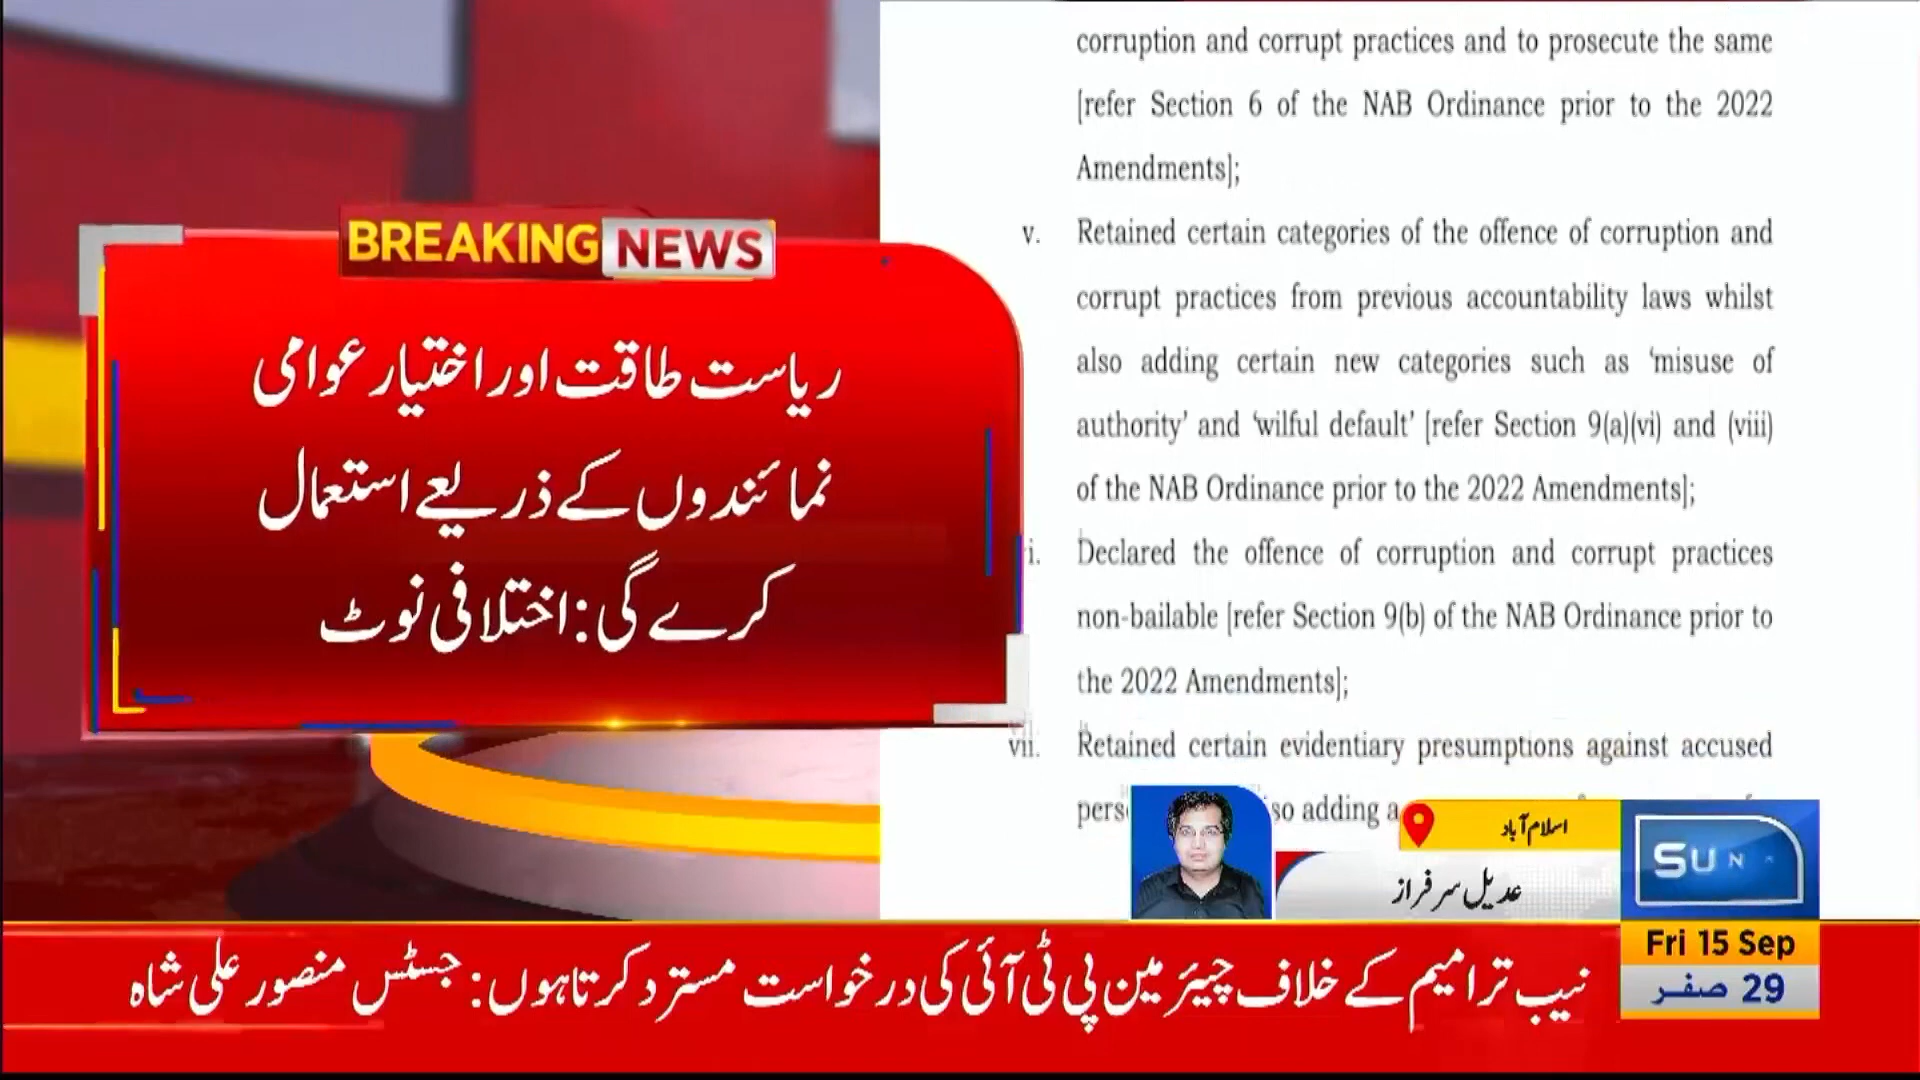 BREAKING NEWS
ریاست طاقت اور اختیار عوامی
نمائندوں کے ذریعے استعمال
کرے گی: اختلافی نوٹ
corruption and corrupt practices and to prosecute the same
[refer Section 6 of the NAB Ordinance prior to the 2022
Amendments];
v. Retained certain categories of the offence of corruption and
corrupt practices from previous accountability laws whilst
also adding certain new categories such as ‘misuse of
authority’ and ‘wilful default’ [refer Section 9(a)(vi) and (viii)
of the NAB Ordinance prior to the 2022 Amendments];
i. Declared the offence of corruption and corrupt practices
non-bailable [refer Section 9(b) of the NAB Ordinance prior to
the 2022 Amendments];
vii. Retained certain evidentiary presumptions against accused
so adding a
اسلام آباد
عدیل سرفراز
SUN
Fri 15 Sep
29 صفر
نیب ترامیم کے خلاف چیئرمین پی ٹی آئی کی درخواست مسترد کرتا ہوں: جسٹس منصور علی شاہ